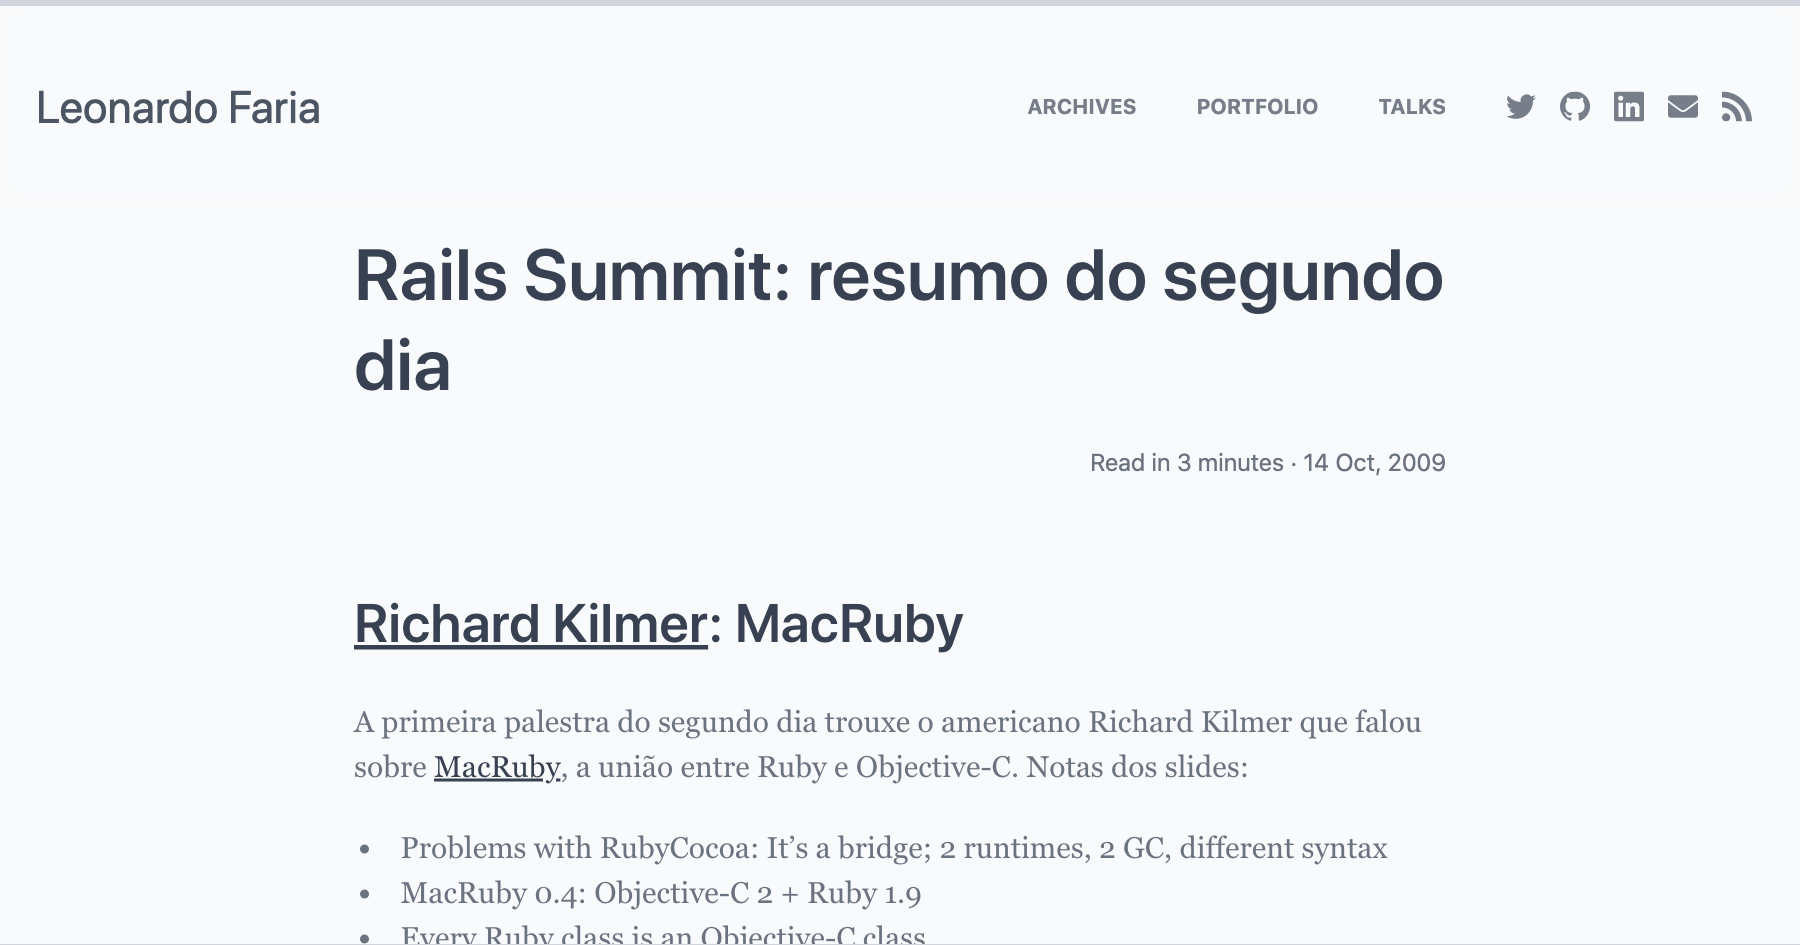 Leonardo Faria
ARCHIVES
PORTFOLIO
TALKS
Rails Summit: resumo do segundo
dia
Read in 3 minutes · 14 Oct, 2009
Richard Kilmer: MacRuby
A primeira palestra do segundo dia trouxe o americano Richard Kilmer que falou
sobre MacRuby, a união entre Ruby e Objective-C. Notas dos slides:
• Problems with RubyCocoa: It’s a bridge; 2 runtimes, 2 GC, different syntax
• MacRuby 0.4: Objective-C 2 + Ruby 1.9
• Every Ruby class is an Objective-C class